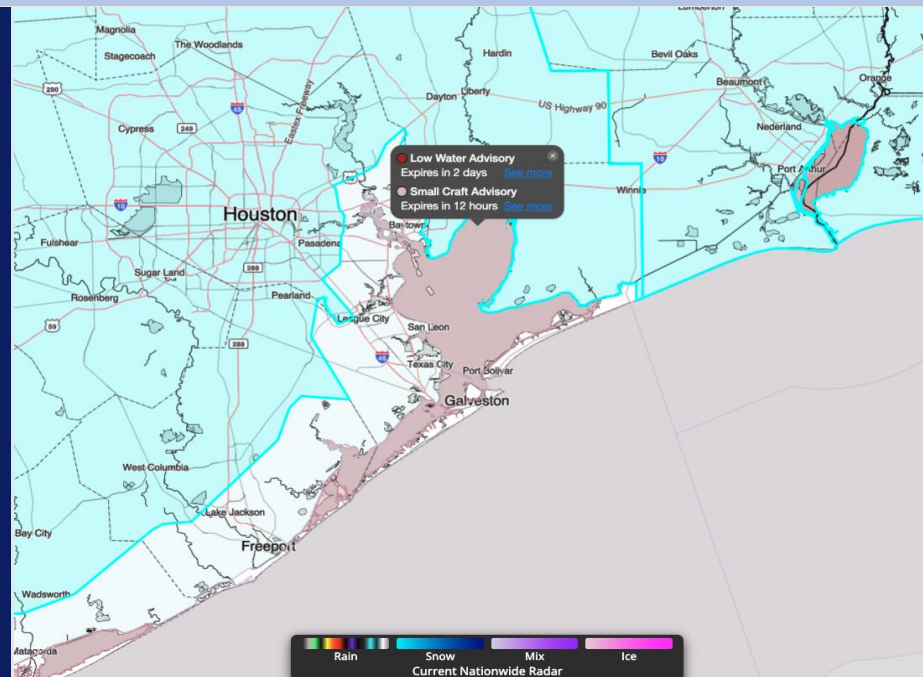 Lumberton
Magnolia
The Woodlands
Stagecoach
Hardin
Bevil Oaks
290
Beaumont
Orange
45
Eastex Freeway
Dayton
Liberty
US Highway 90
Cypress
249
Nederland
Low Water Advisory
Expires in 2 days See more
Small Craft Advisory
Expires in 12 hours See more
10
Port Arthur
Winnie
10
Houston
Baytown
Fulshear
Pasadena
288
Sugar Land
Rosenberg
Pearland
59
League City
San Leon
288
45
Texas City
Port Bolivar
Galveston
West Columbia
Lake Jackson
Bay City
Freeport
Wadsworth
Matagorda
Rain Snow Mix Ice
Current Nationwide Radar